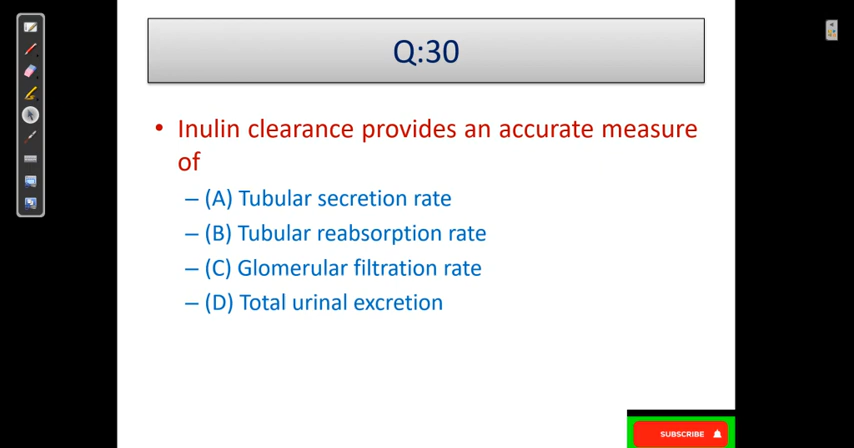 Q:30
• Inulin clearance provides an accurate measure
of
– (A) Tubular secretion rate
– (B) Tubular reabsorption rate
– (C) Glomerular filtration rate
– (D) Total urinal excretion
SUBSCRIBE